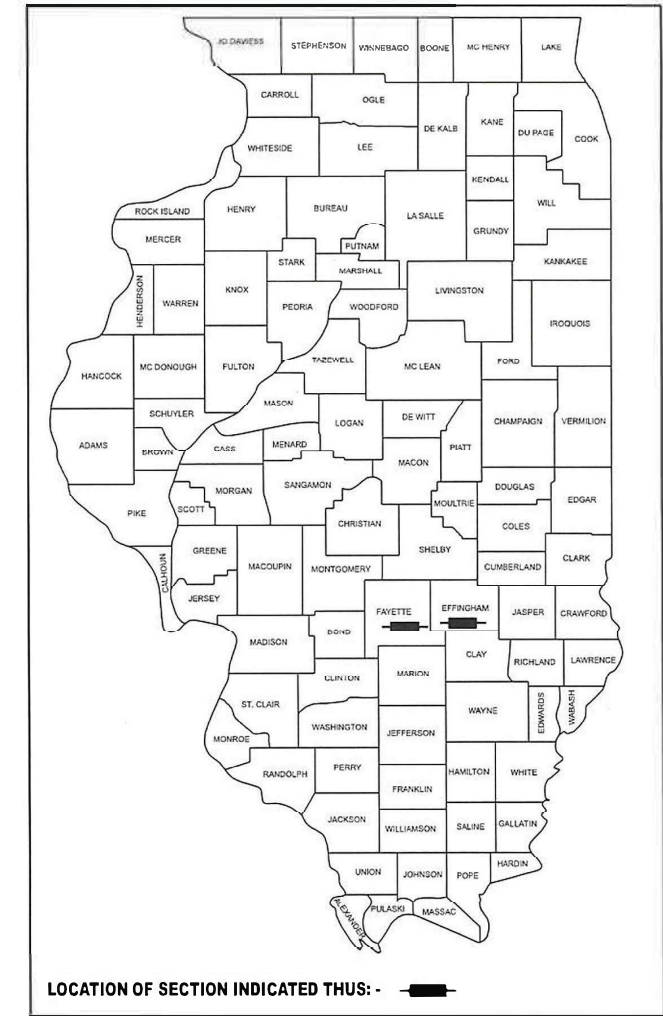 JO DAVIESS
STEPHENSON
WINNEBAGO
BOONE
MC HENRY
LAKE
CARROLL
OGLE
DE KALB
KANE
DU PAGE
COOK
WHITESIDE
LEE
KENDALL
ROCK ISLAND
HENRY
BUREAU
LA SALLE
WILL
GRUNDY
MERCER
PUTNAM
STARK
MARSHALL
KANKAKEE
HENDERSON
WARREN
KNOX
PEORIA
WOODFORD
LIVINGSTON
IROQUOIS
HANCOCK
MC DONOUGH
FULTON
TAZEWELL
MC LEAN
FORD
MASON
SCHUYLER
LOGAN
DE WITT
CHAMPAIGN
VERMILION
ADAMS
BROWN
CASS
MENARD
PIATT
MACON
MORGAN
SANGAMON
DOUGLAS
EDGAR
PIKE
SCOTT
CHRISTIAN
MOULTRIE
COLES
GREENE
MACOUPIN
MONTGOMERY
SHELBY
CUMBERLAND
CLARK
CALHOUN
JERSEY
FAYETTE
EFFINGHAM
JASPER
CRAWFORD
MADISON
BOND
CLAY
RICHLAND
LAWRENCE
CLINTON
MARION
ST. CLAIR
WAYNE
EDWARDS
WABASH
WASHINGTON
JEFFERSON
MONROE
RANDOLPH
PERRY
HAMILTON
WHITE
FRANKLIN
JACKSON
WILLIAMSON
SALINE
GALLATIN
UNION
JOHNSON
POPE
HARDIN
ALEXANDER
PULASKI
MASSAC
LOCATION OF SECTION INDICATED THUS: -